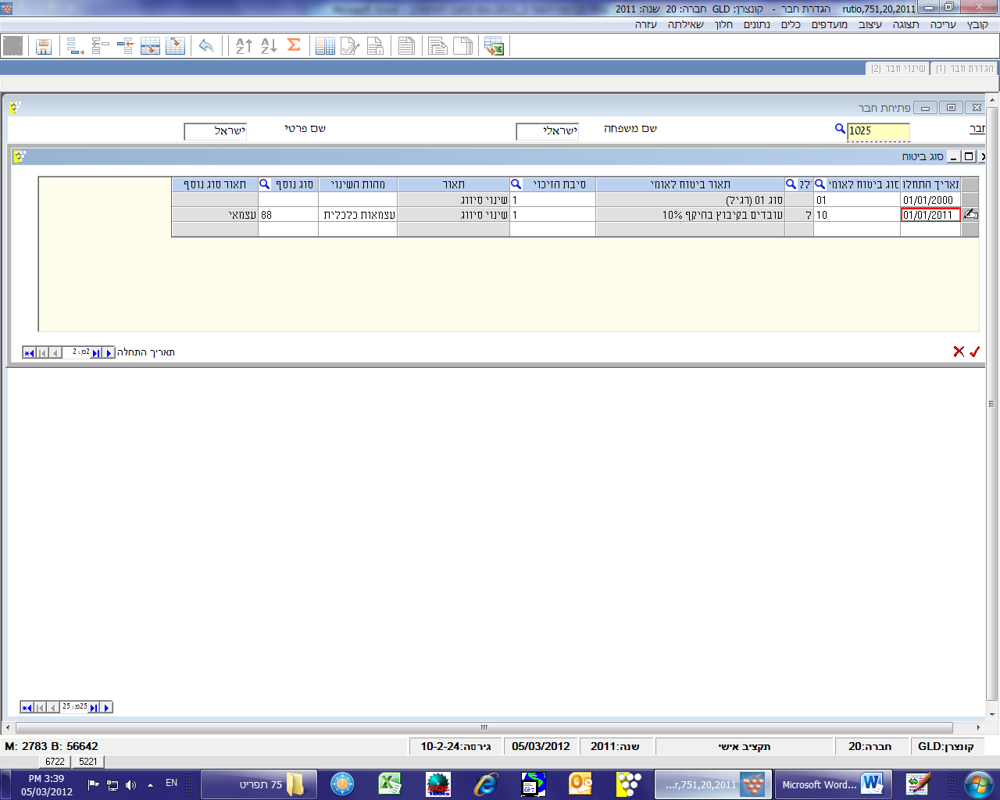 rutio,751,20,2011 הגדרת חבר - קונצרן: GLD חברה: 20 שנה: 2011
קובץ עריכה תצוגה עיצוב מועדפים כלים נתונים חלון שאילתה עזרה
הגדרת חבר (1) שינוי חבר (2)
פתיחת חבר
חבר 1025 שם משפחה ישראלי שם פרטי ישראל
סוג ביטוח
תאריך התחלו סוג ביטוח לאומי לל תאור ביטוח לאומי סיבת הזיכוי תאור מהות השינוי סוג נוסף תאור סוג נוסף
01/01/2000 01 סוג 01 (רגיל) 1 שינוי סיווג
01/01/2011 10 ל עובדים בקיבוץ בהיקף 10% 1 שינוי סיווג עצמאות כלכלית 88 עצמאי
תאריך התחלה 2מ: 2
25מ: 25
קונצרן:GLD חברה:20 תקציב אישי שנה:2011 05/03/2012 גירסה:10-2-24 M: 2783 B: 56642
5221 6722
Microsoft Word... ...r,751,20,2011 75 תפריט EN 3:39 PM
05/03/2012